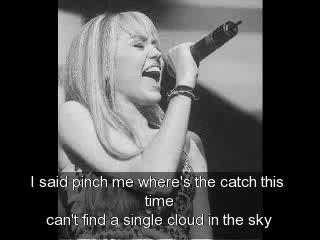 I said pinch me where's the catch this
time
can't find a single cloud in the sky